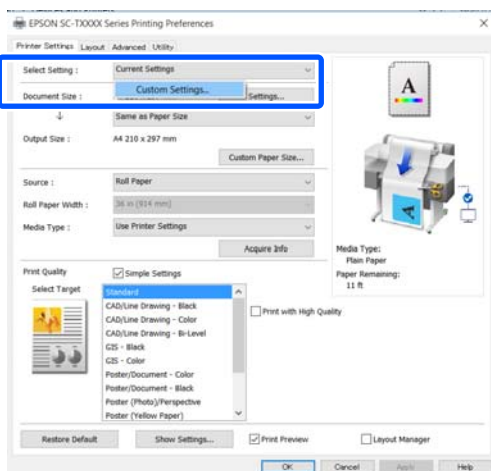 EPSON SC-TXXXX Series Printing Preferences
Printer Settings Layout Advanced Utility
Select Setting : Current Settings
Custom Settings...
Document Size : Settings...
Same as Paper Size
Output Size : A4 210 x 297 mm
Custom Paper Size...
Source : Roll Paper
Roll Paper Width : 36 in (914 mm)
Media Type : Use Printer Settings
Acquire Info
Media Type:
Plain Paper
Paper Remaining:
11 ft
Print Quality Simple Settings
Select Target
Standard
CAD/Line Drawing - Black
CAD/Line Drawing - Color
CAD/Line Drawing - Bi-Level
GIS - Black
GIS - Color
Poster/Document - Color
Poster/Document - Black
Poster (Photo)/Perspective
Poster (Yellow Paper)
Print with High Quality
Restore Default Show Settings... Print Preview Layout Manager
OK Cancel Apply Help
A
A